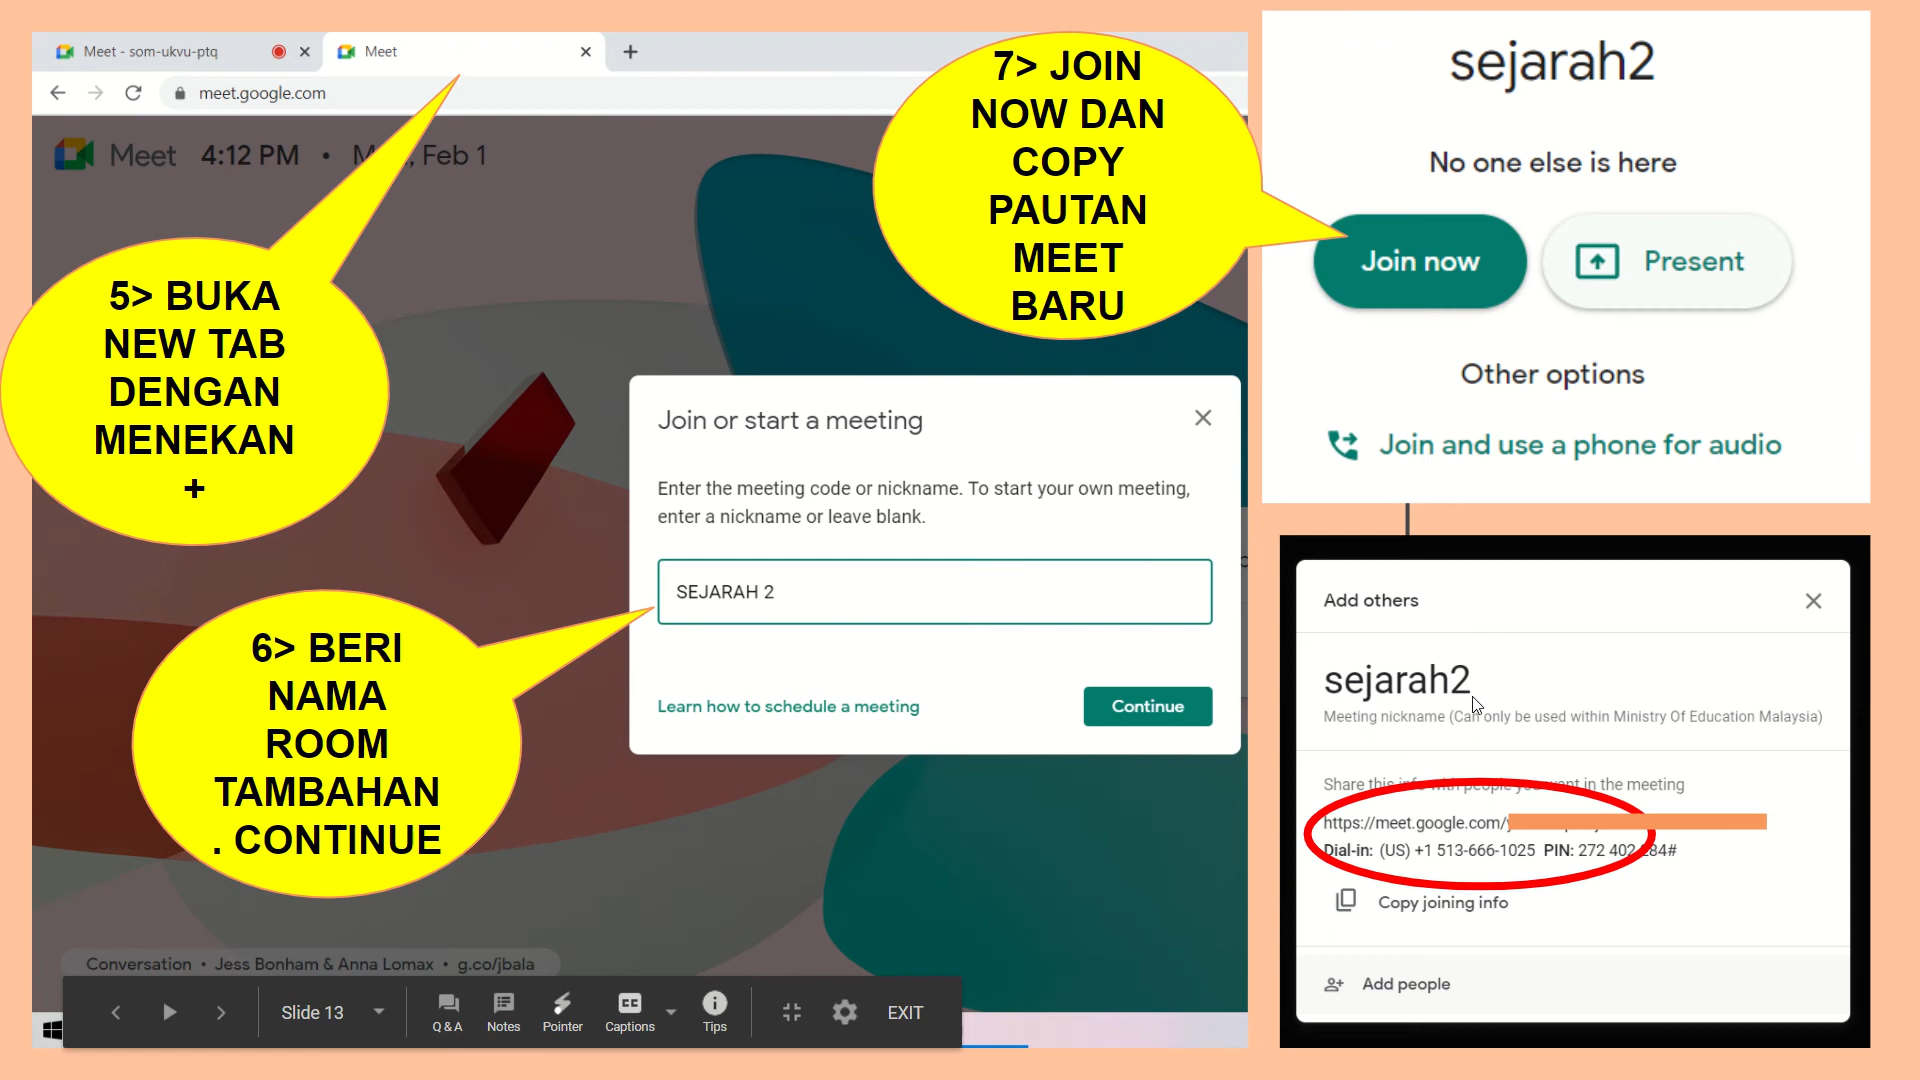 Meet - som-ukvu-ptq
Meet
meet.google.com
Meet 4:12 PM • M , Feb 1
5> BUKA
NEW TAB
DENGAN
MENEKAN
+
6> BERI
NAMA
ROOM
TAMBAHAN
. CONTINUE
7> JOIN
NOW DAN
COPY
PAUTAN
MEET
BARU
Join or start a meeting
Enter the meeting code or nickname. To start your own meeting,
enter a nickname or leave blank.
SEJARAH 2
Learn how to schedule a meeting
Continue
Conversation • Jess Bonham & Anna Lomax • g.co/jbala
Slide 13
Q & A
Notes
Pointer
CC
Captions
Tips
EXIT
sejarah2
No one else is here
Join now
Present
Other options
Join and use a phone for audio
Add others
sejarah2
Meeting nickname (Can only be used within Ministry Of Education Malaysia)
Share this info with people you want in the meeting
https://meet.google.com/
Dial-in: (US) +1 513-666-1025 PIN: 272 402 284#
Copy joining info
Add people